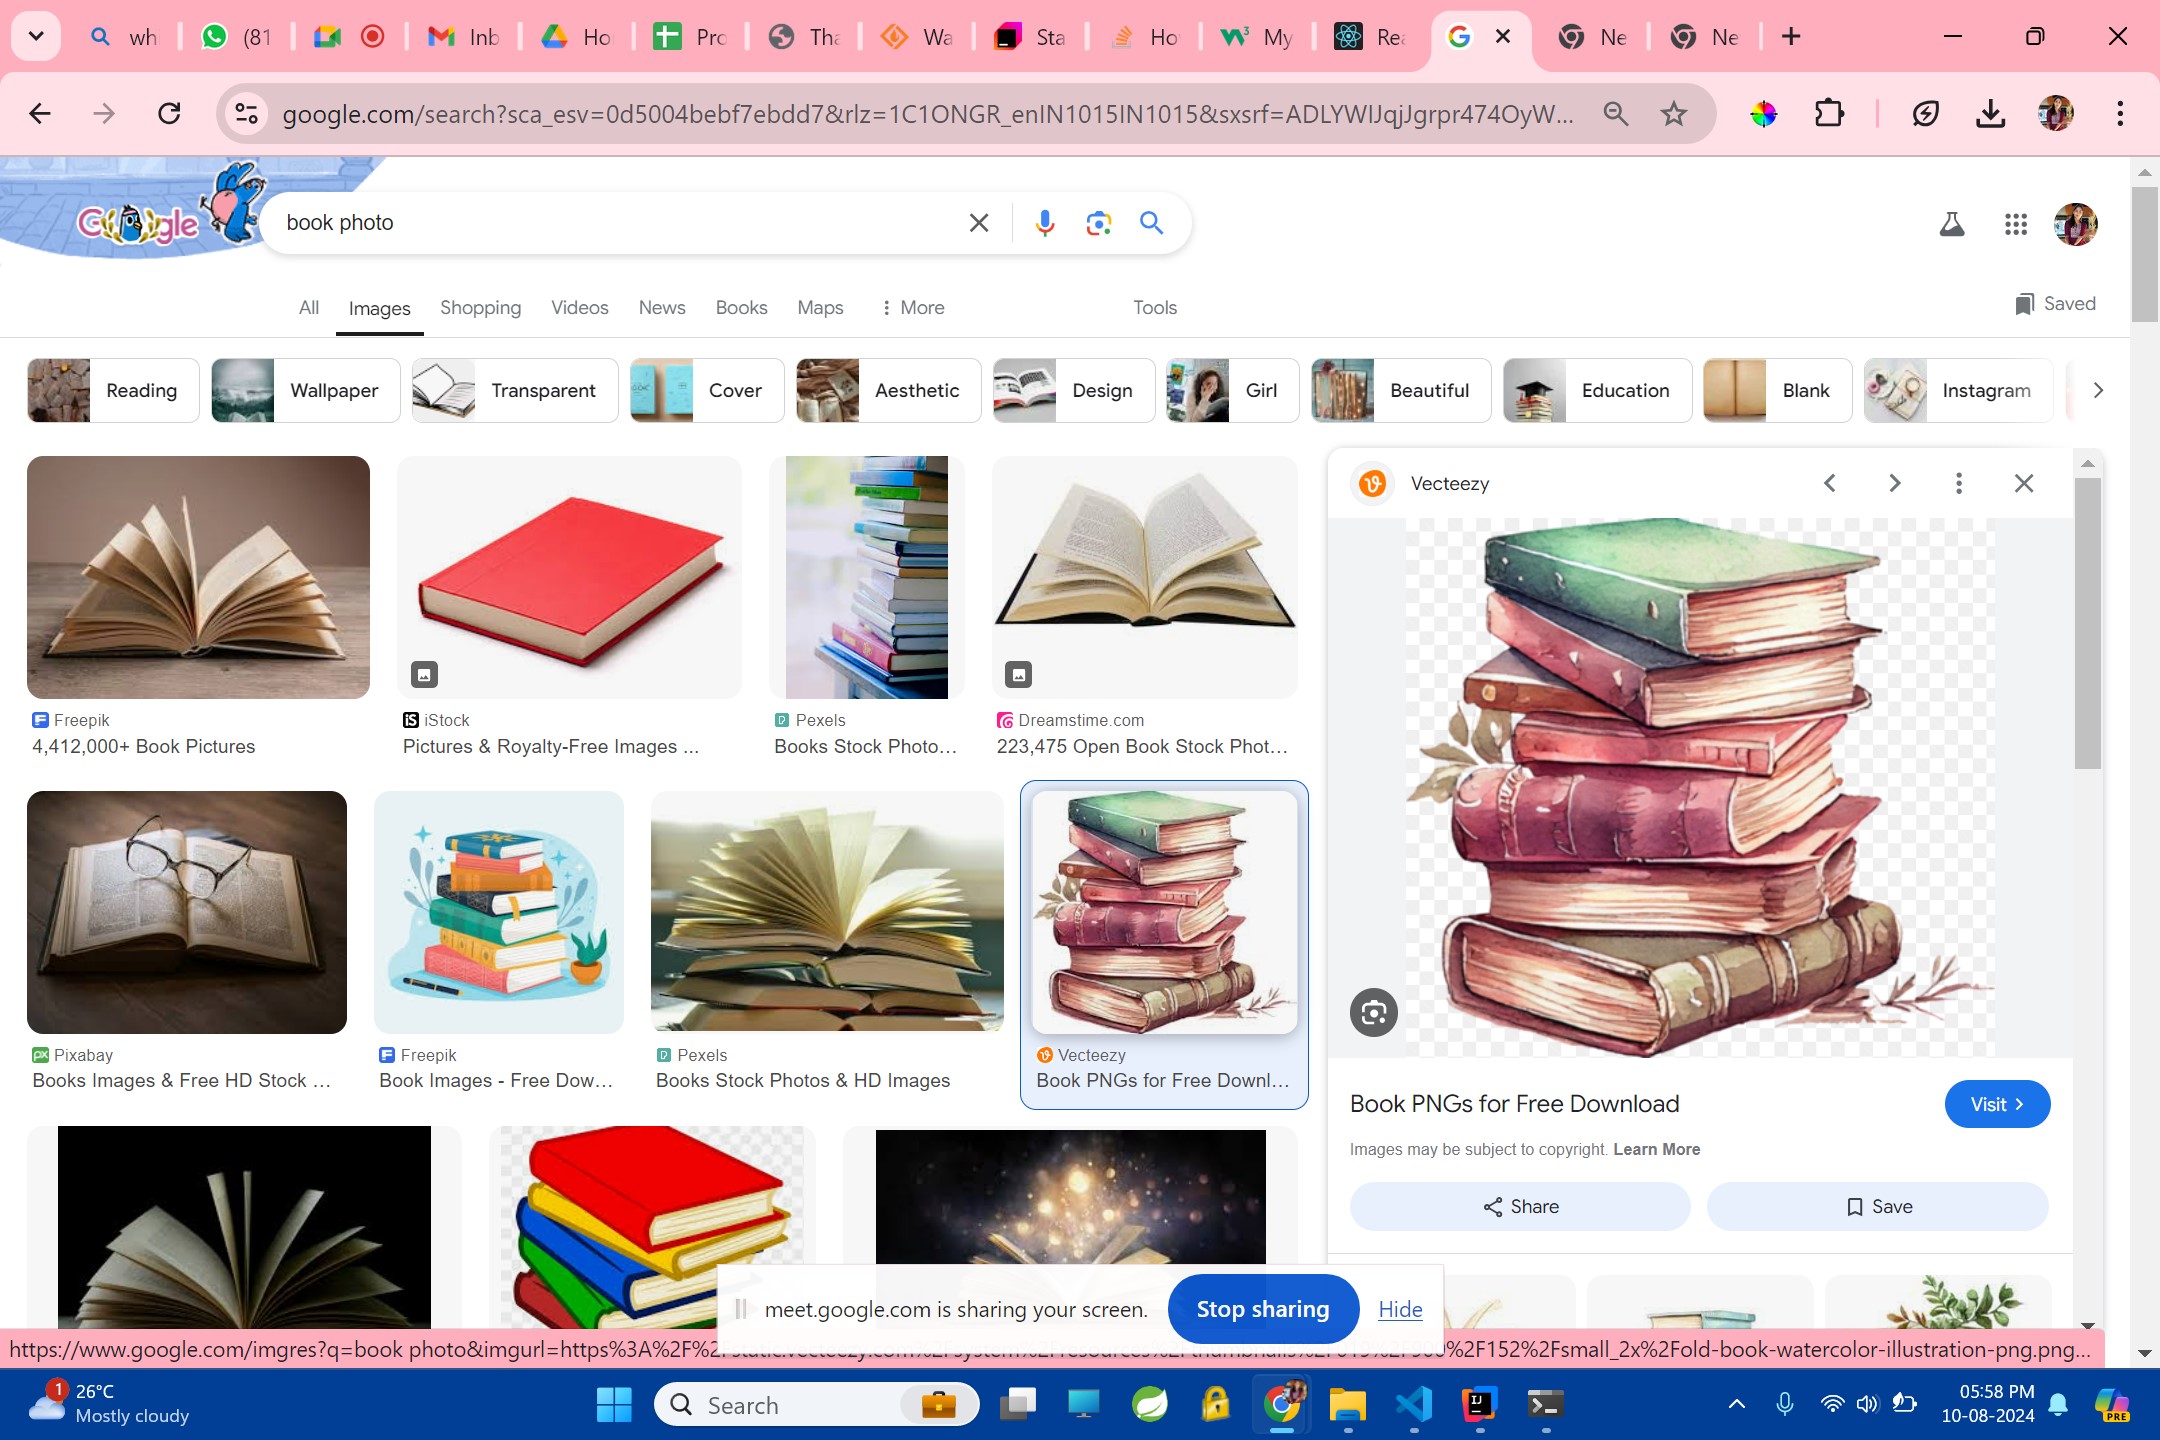 wh
(81
Inb
Ho
Pro
Tha
Wa
Sta
Ho
My
Rea
Ne
Ne
google.com/search?sca_esv=0d5004bebf7ebdd7&rlz=1C1ONGR_enIN1015IN1015&sxsrf=ADLYWIJqjJgrpr474OyW...
Google
book photo
All
Images
Shopping
Videos
News
Books
Maps
More
Tools
Saved
Reading
Wallpaper
Transparent
Cover
Aesthetic
Design
Girl
Beautiful
Education
Blank
Instagram
Freepik
4,412,000+ Book Pictures
iStock
Pictures & Royalty-Free Images ...
Pexels
Books Stock Photo...
Dreamstime.com
223,475 Open Book Stock Phot...
Pixabay
Books Images & Free HD Stock ...
Freepik
Book Images - Free Dow...
Pexels
Books Stock Photos & HD Images
Vecteezy
Book PNGs for Free Downl...
Vecteezy
Book PNGs for Free Download
Visit
Images may be subject to copyright. Learn More
Share
Save
meet.google.com is sharing your screen.
Stop sharing
Hide
https://www.google.com/imgres?q=book photo&imgurl=https%3A%2F%2F
%2F152%2Fsmall_2x%2Fold-book-watercolor-illustration-png.png...
1
26°C
Mostly cloudy
Search
05:58 PM
10-08-2024
PRE